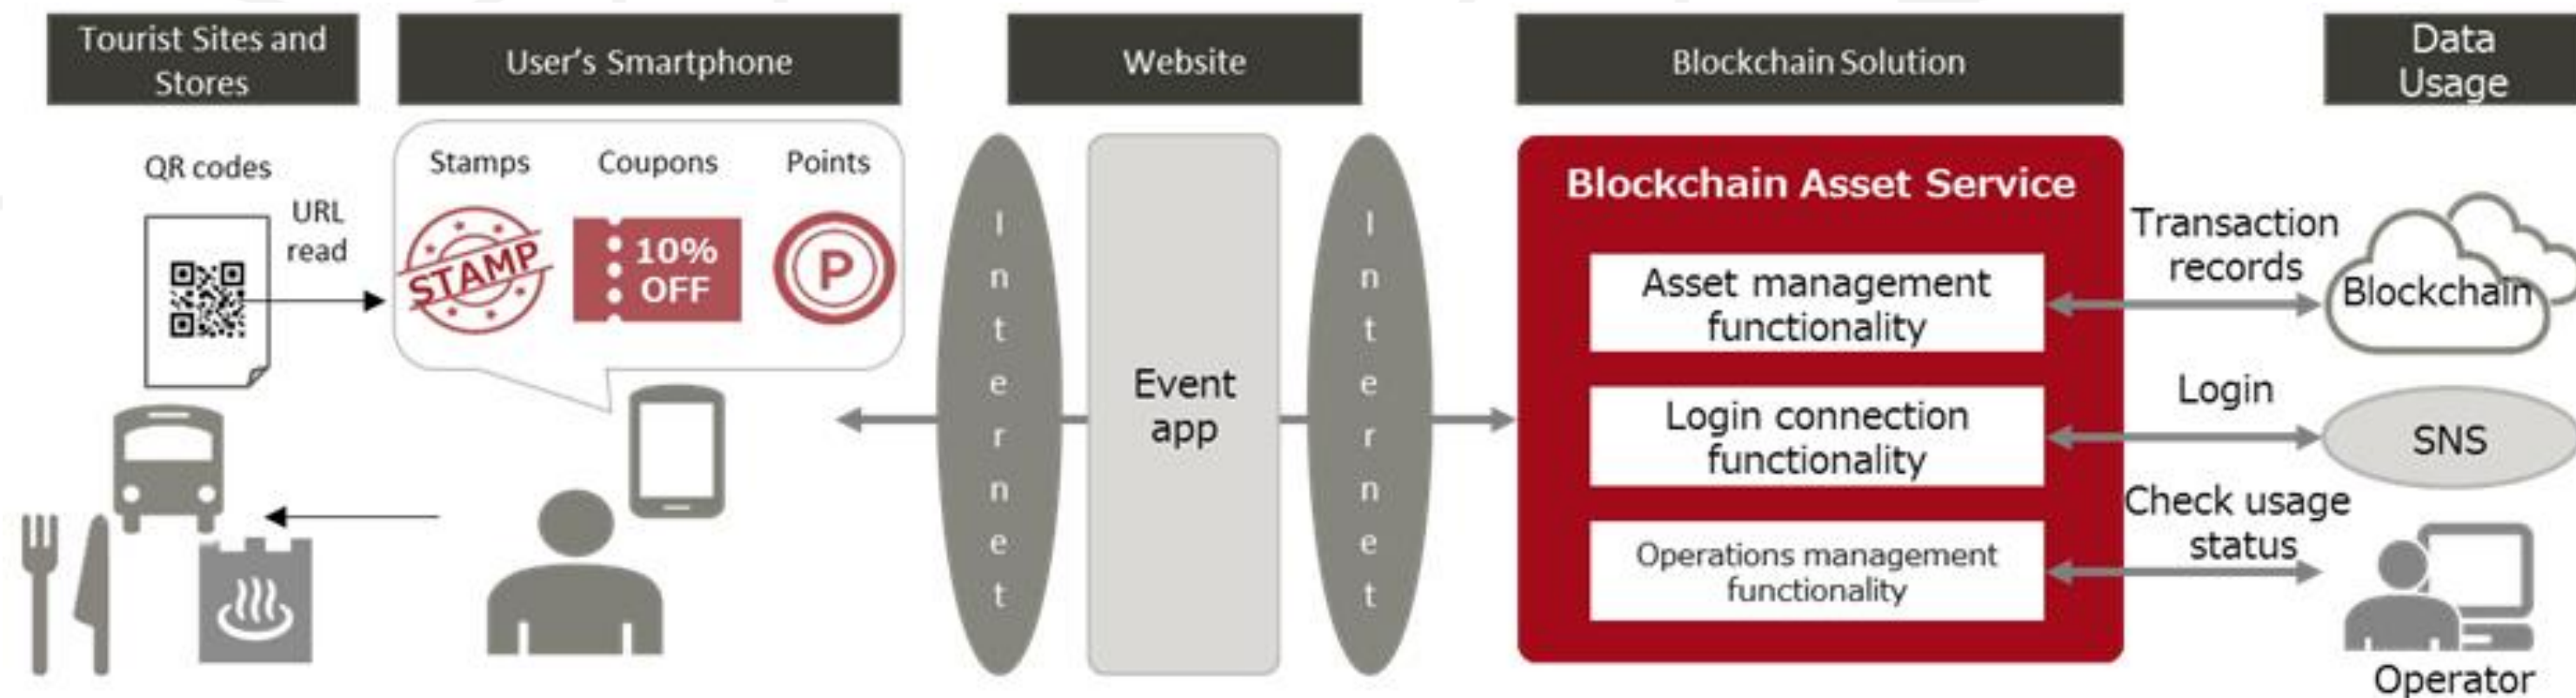 Tourist Sites and
Stores
User's Smartphone
Website
Blockchain Solution
Data
Usage
QR codes
URL
read
Stamps
Coupons
Points
STAMP
10%
OFF
P
Internet
Event
app
Internet
Blockchain Asset Service
Asset management
functionality
Login connection
functionality
Operations management
functionality
Transaction
records
Blockchain
Login
SNS
Check usage
status
Operator